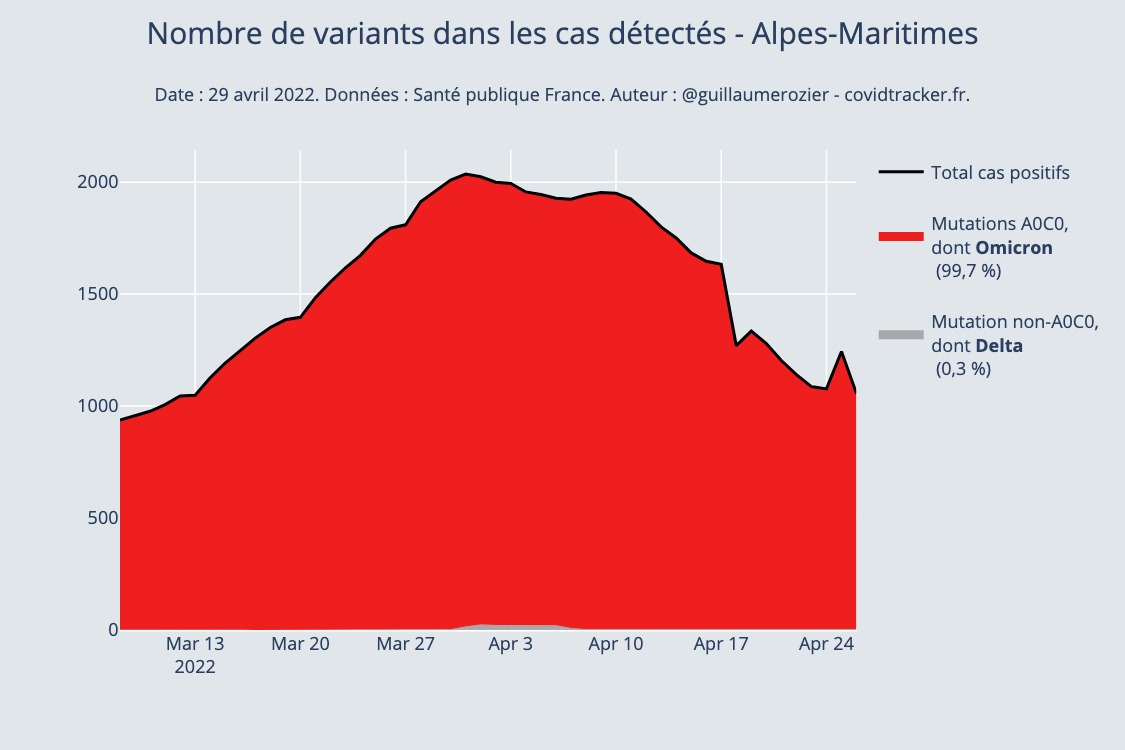 Nombre de variants dans les cas détectés - Alpes-Maritimes
Date : 29 avril 2022. Données : Santé publique France. Auteur : @guillaumerozier - covidtracker.fr.
2000
1500
1000
500
0
Mar 13
2022
Mar 20
Mar 27
Apr 3
Apr 10
Apr 17
Apr 24
Total cas positifs
Mutations A0C0,
dont Omicron
(99,7 %)
Mutation non-A0C0,
dont Delta
(0,3 %)